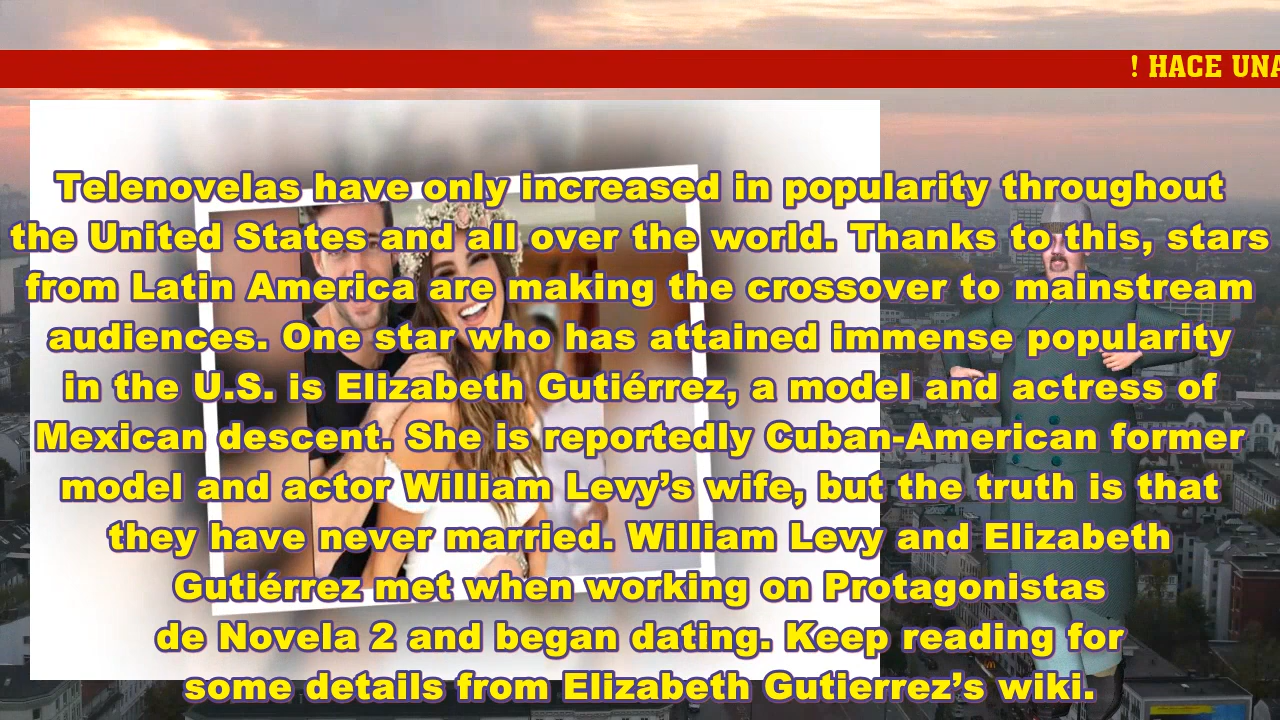 ! HACE UNA
Telenovelas have only increased in popularity throughout
the United States and all over the world. Thanks to this, stars
from Latin America are making the crossover to mainstream
audiences. One star who has attained immense popularity
in the U.S. is Elizabeth Gutiérrez, a model and actress of
Mexican descent. She is reportedly Cuban-American former
model and actor William Levy’s wife, but the truth is that
they have never married. William Levy and Elizabeth
Gutiérrez met when working on Protagonistas
de Novela 2 and began dating. Keep reading for
some details from Elizabeth Gutierrez’s wiki.